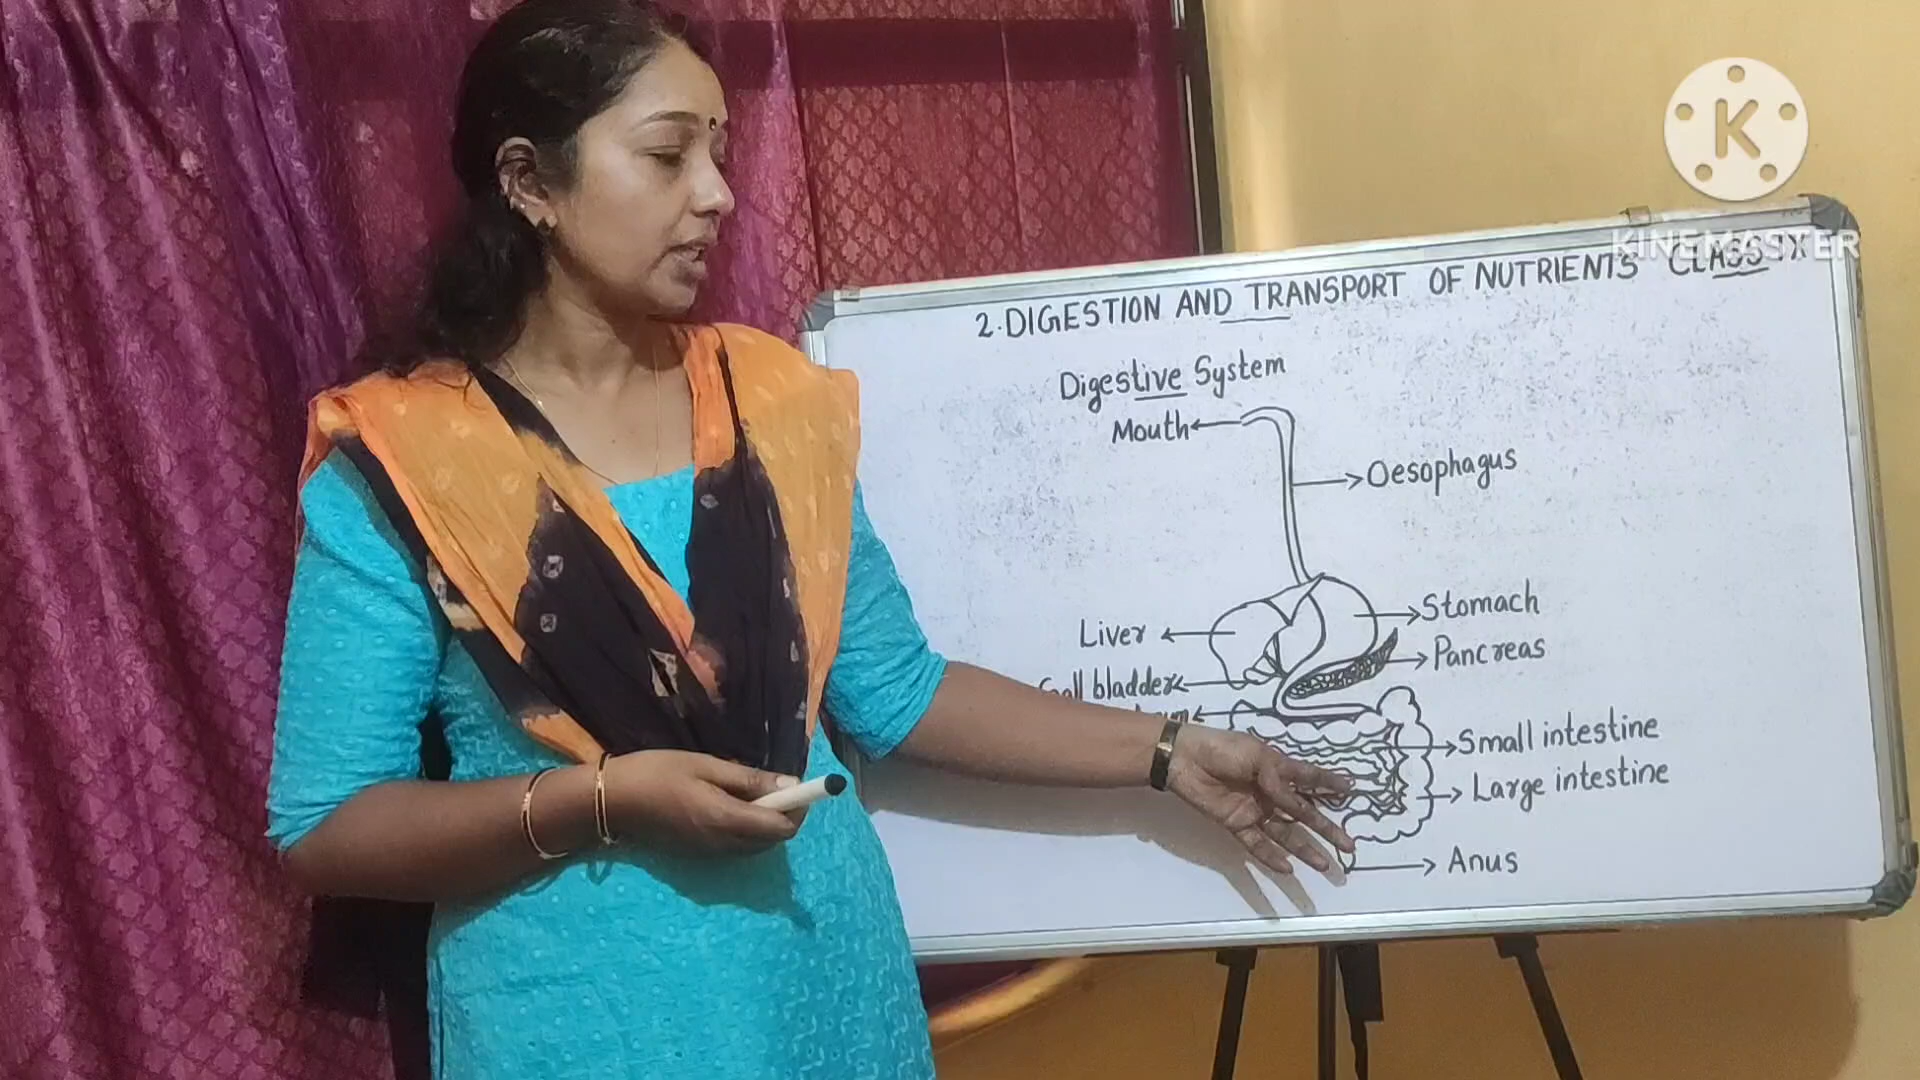 K
KINEMASTER
2.DIGESTION AND TRANSPORT OF NUTRIENTS CLASS IX
Digestive System
Mouth
Oesophagus
Liver
Stomach
Pancreas
bladder
Small intestine
Large intestine
Anus